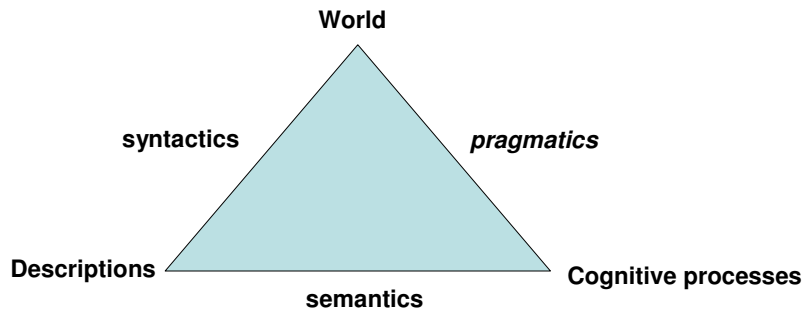 World
syntactics
pragmatics
Descriptions
Cognitive processes
semantics